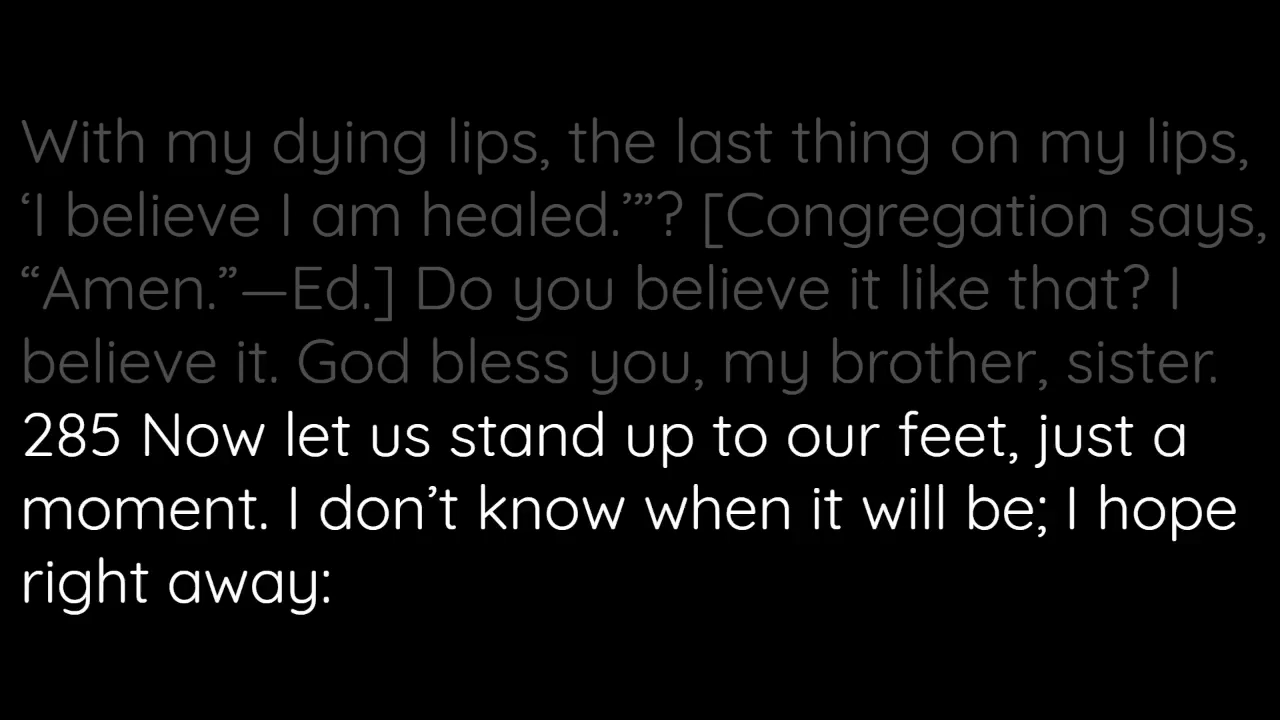 With my dying lips, the last thing on my lips,
‘I believe I am healed.’”? [Congregation says,
“Amen.”—Ed.] Do you believe it like that? I
believe it. God bless you, my brother, sister.
285 Now let us stand up to our feet, just a
moment. I don’t know when it will be; I hope
right away: